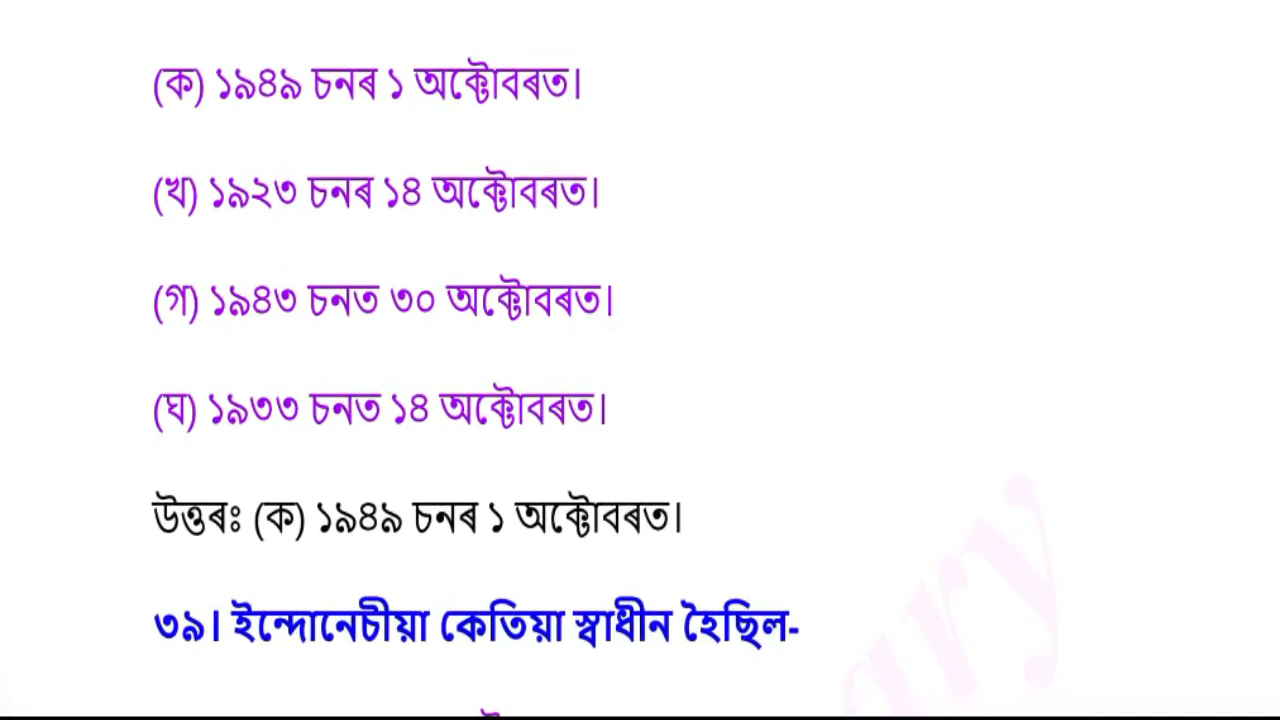 (ক) ১৯৪৯ চনৰ ১ অক্টোবৰত।
(খ) ১৯২৩ চনৰ ১৪ অক্টোবৰত।
(গ) ১৯৪৩ চনত ৩০ অক্টোবৰত।
(ঘ) ১৯৩৩ চনত ১৪ অক্টোবৰত।
উত্তৰঃ (ক) ১৯৪৯ চনৰ ১ অক্টোবৰত।
৩৯। ইন্দোনেচীয়া কেতিয়া স্বাধীন হৈছিল-